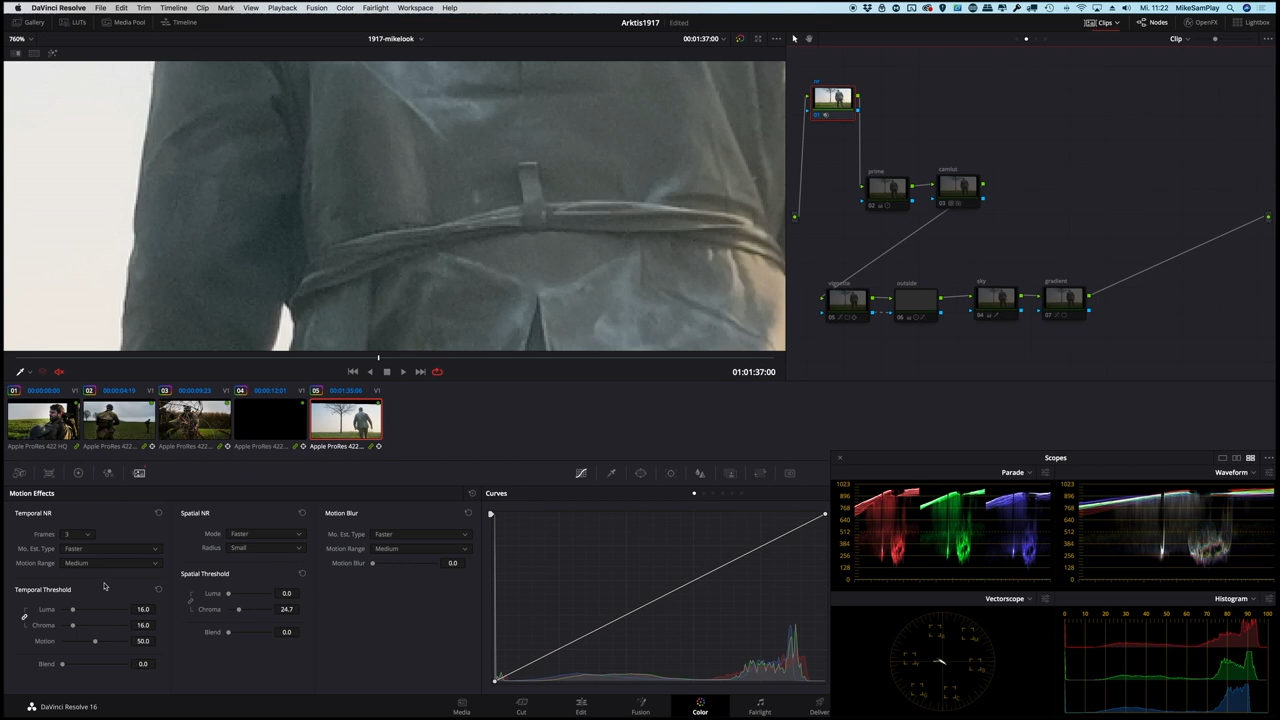 DaVinci Resolve File Edit Trim Timeline Clip Mark View Playback Fusion Color Fairlight Workspace Help Mi. 11:22 MikeSamPlay
Gallery LUTs Media Pool Timeline Arktis1917 Edited Clips Nodes OpenFX Lightbox
760% 1917-mikelook 00:01:37:00 Clip
nr
01
prime camlut
02 03
vignette outside sky gradient
05 06 04 07
01:01:37:00
01 00:00:00:00 V1 02 00:00:04:19 V1 03 00:00:09:23 V1 04 00:00:12:01 V1 05 00:01:35:06 V1
Apple ProRes 422 HQ Apple ProRes 422... Apple ProRes 422... Apple ProRes 422... Apple ProRes 422...
Scopes
Parade Waveform
1023 1023
896 896
768 768
640 640
512 512
384 384
256 256
128 128
0 0
Vectorscope Histogram
0 10 20 30 40 50 60 70 80 90 100
Motion Effects Curves
Temporal NR Spatial NR Motion Blur
Frames 3 Mode Faster Mo. Est. Type Faster
Mo. Est. Type Faster Radius Small Motion Range Medium
Motion Range Medium Motion Blur 0.0
Spatial Threshold
Temporal Threshold Luma 0.0
Luma 16.0 Chroma 24.7
Chroma 16.0
Motion 50.0 Blend 0.0
Blend 0.0
DaVinci Resolve 16 Media Cut Edit Fusion Color Fairlight Deliver